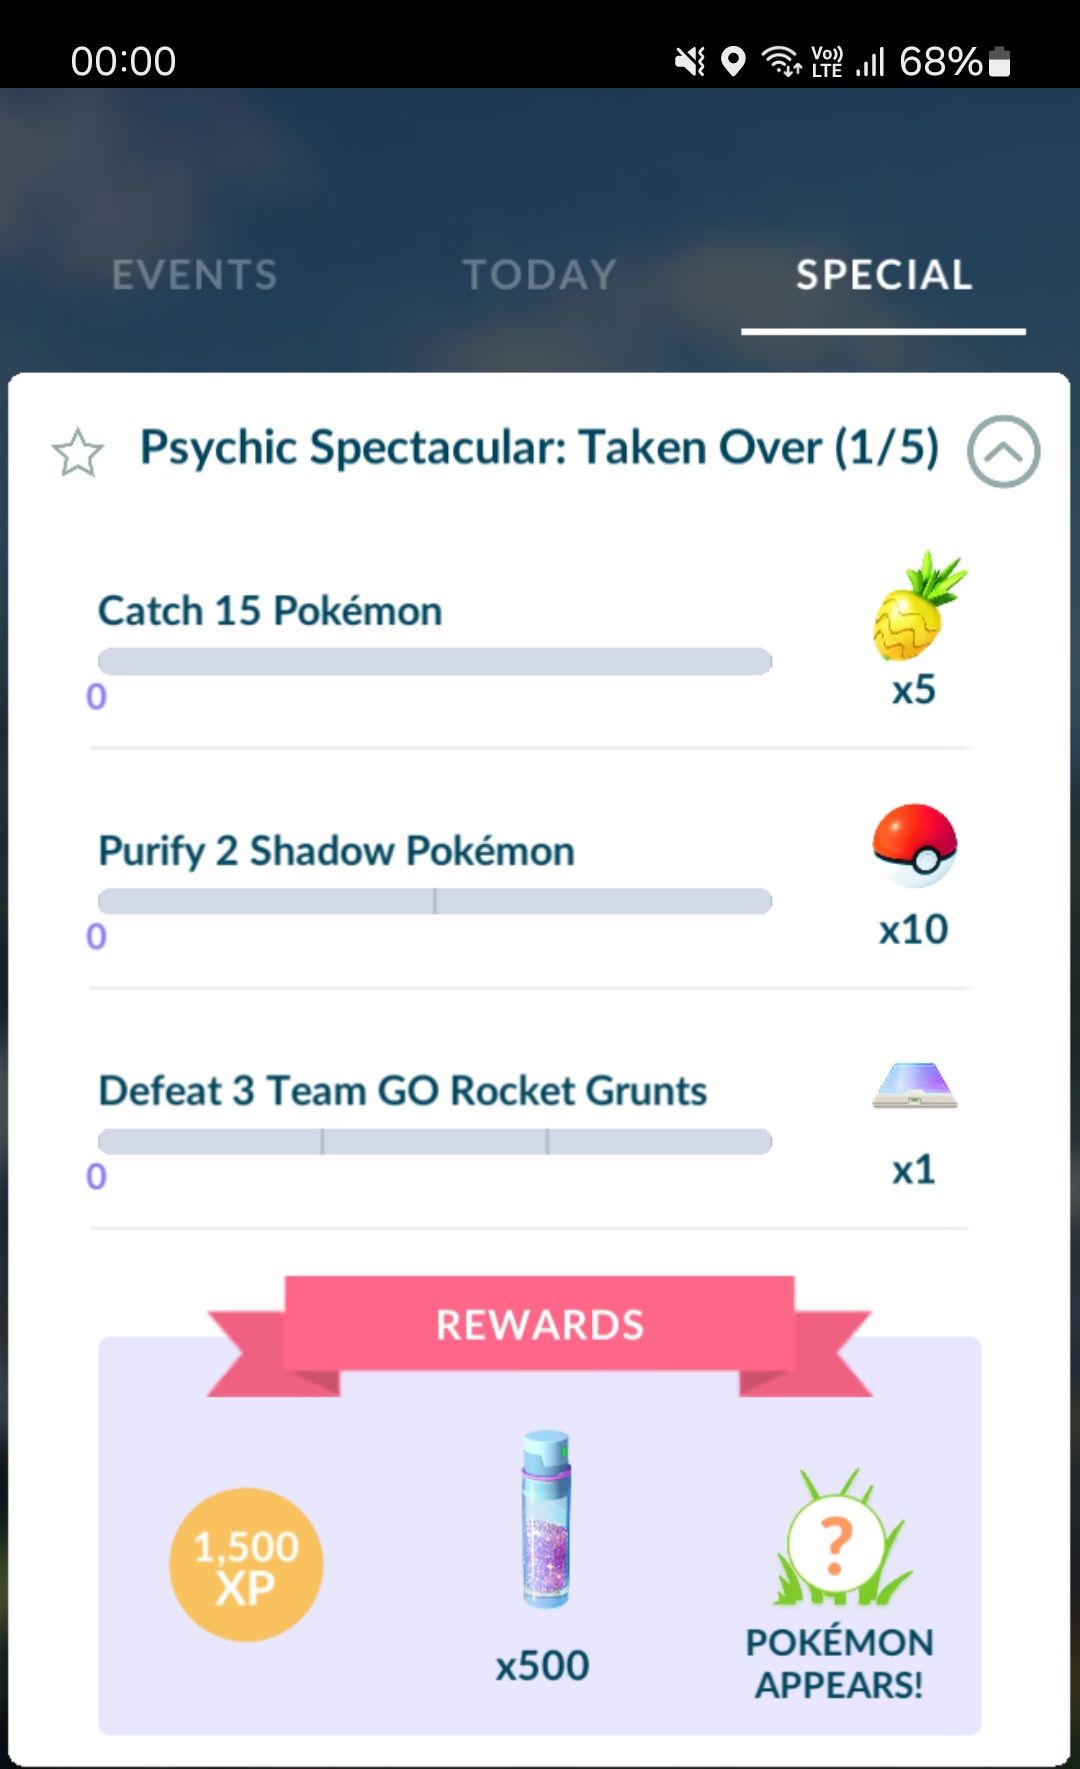 00:00
Vo)) LTE 68%
EVENTS TODAY SPECIAL
Psychic Spectacular: Taken Over (1/5)
Catch 15 Pokémon
0
x5
Purify 2 Shadow Pokémon
0
x10
Defeat 3 Team GO Rocket Grunts
0
x1
REWARDS
1,500
XP
x500
?
POKÉMON
APPEARS!